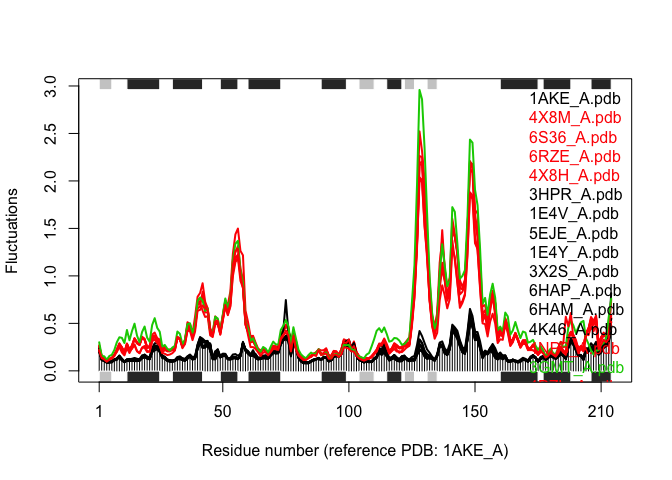 3.0
2.5
2.0
1.5
1.0
0.5
0.0
Fluctuations
1AKE_A.pdb
4X8M_A.pdb
6S36_A.pdb
6RZE_A.pdb
4X8H_A.pdb
3HPR_A.pdb
1E4V_A.pdb
5EJE_A.pdb
1E4Y_A.pdb
3X2S_A.pdb
6HAP_A.pdb
6HAM_A.pdb
4K46_A.pdb
1 50 100 150 210
Residue number (reference PDB: 1AKE_A)